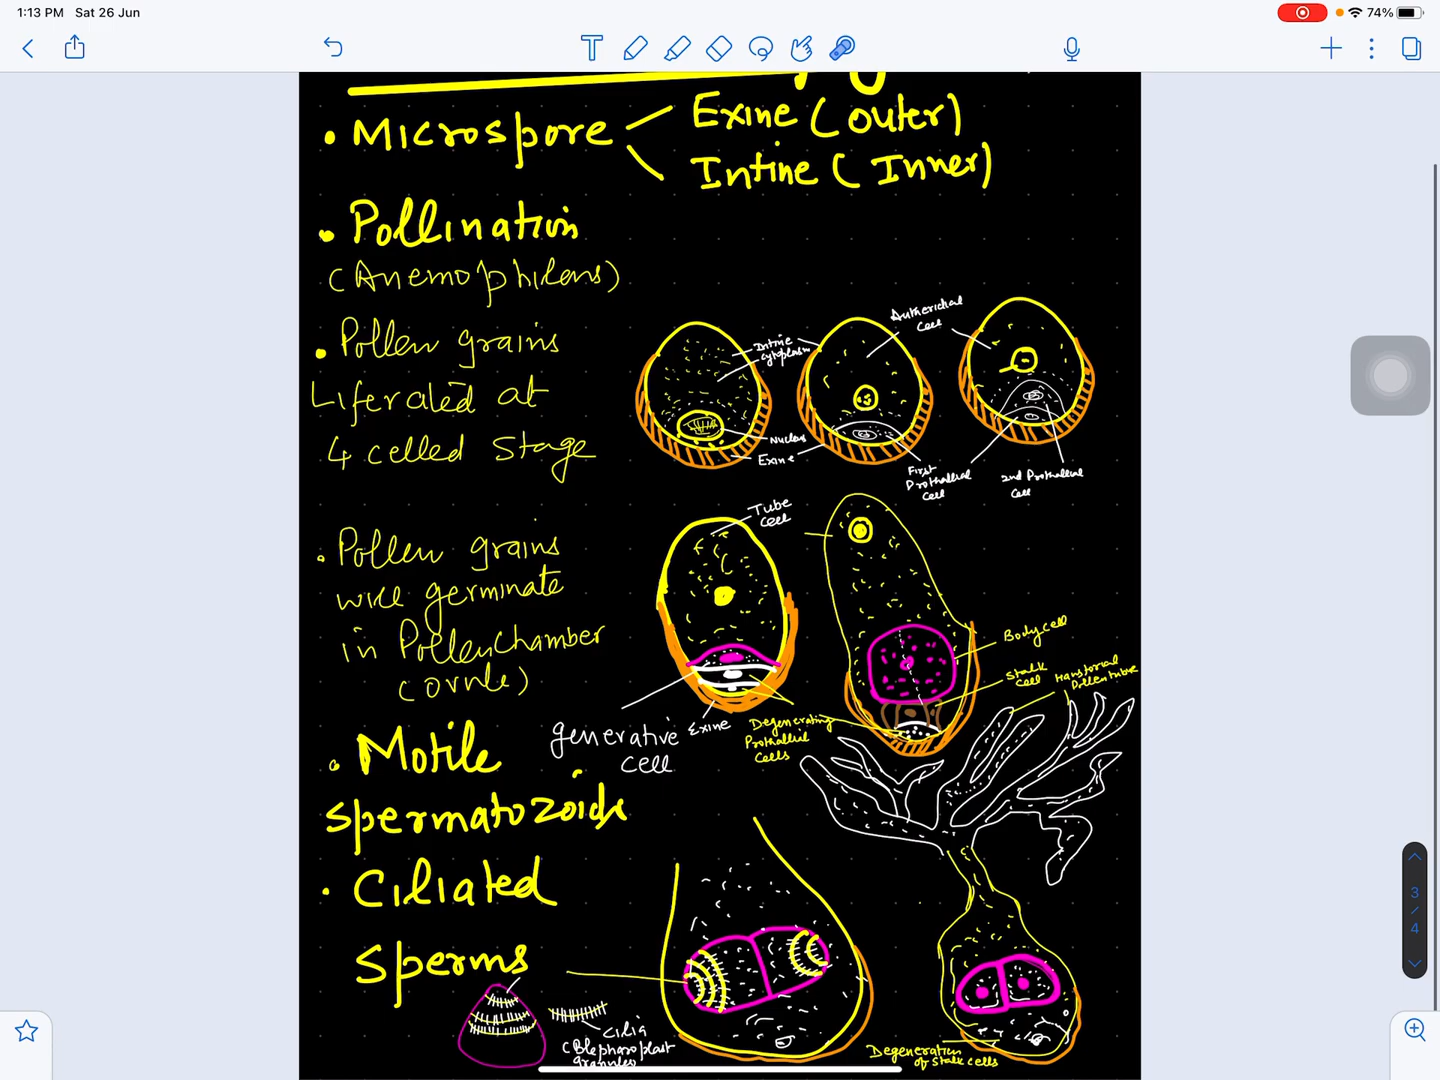 1:13 PM Sat 26 Jun
74%
• Microspore
Exine (outer)
Intine (Inner)
• Pollination
(Anemophilous)
• Pollen grains
Liferated at
4 celled stage
Intine
cytoplasm
Nucleus
Exine
Antheridial
cell
First
Prothallial
cell
2nd Prothallial
cell
• Pollen grains
will germinate
in Pollen Chamber
(ovule)
Tube
cell
generative
cell
Exine
Degenerating
Prothallial
cells
Body cell
Stalk
cell
Haustorial
Pollen tube
• Motile
spermatozoids
• Ciliated
sperms
Cilia
(Blepharoplast
granules)
Degeneration
of stalk cells
3
/
4